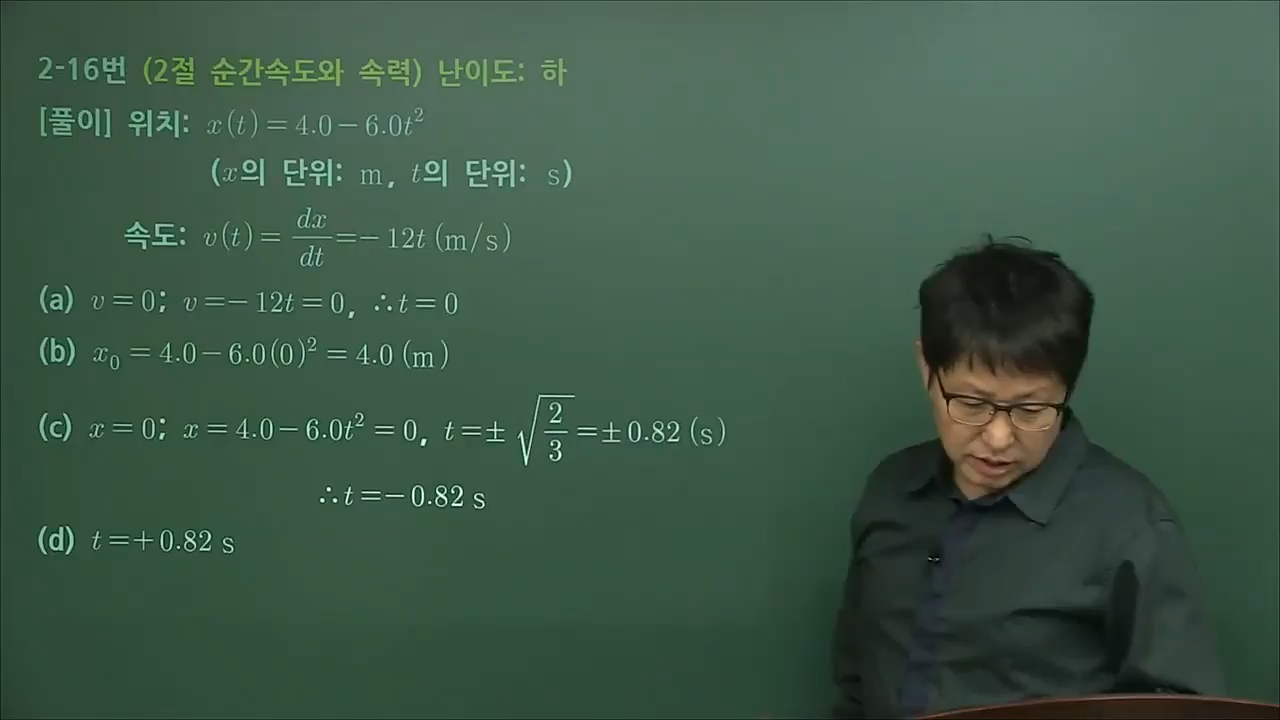 2-16번 (2절 순간속도와 속력) 난이도: 하
[풀이] 위치: x(t) = 4.0 − 6.0t²
(x의 단위: m, t의 단위: s)
속도: v(t) = dx/dt = − 12t (m/s)
(a) v = 0; v = − 12t = 0, ∴ t = 0
(b) x₀ = 4.0 − 6.0(0)² = 4.0 (m)
(c) x = 0; x = 4.0 − 6.0t² = 0, t = ± √(2/3) = ± 0.82 (s)
∴ t = − 0.82 s
(d) t = + 0.82 s